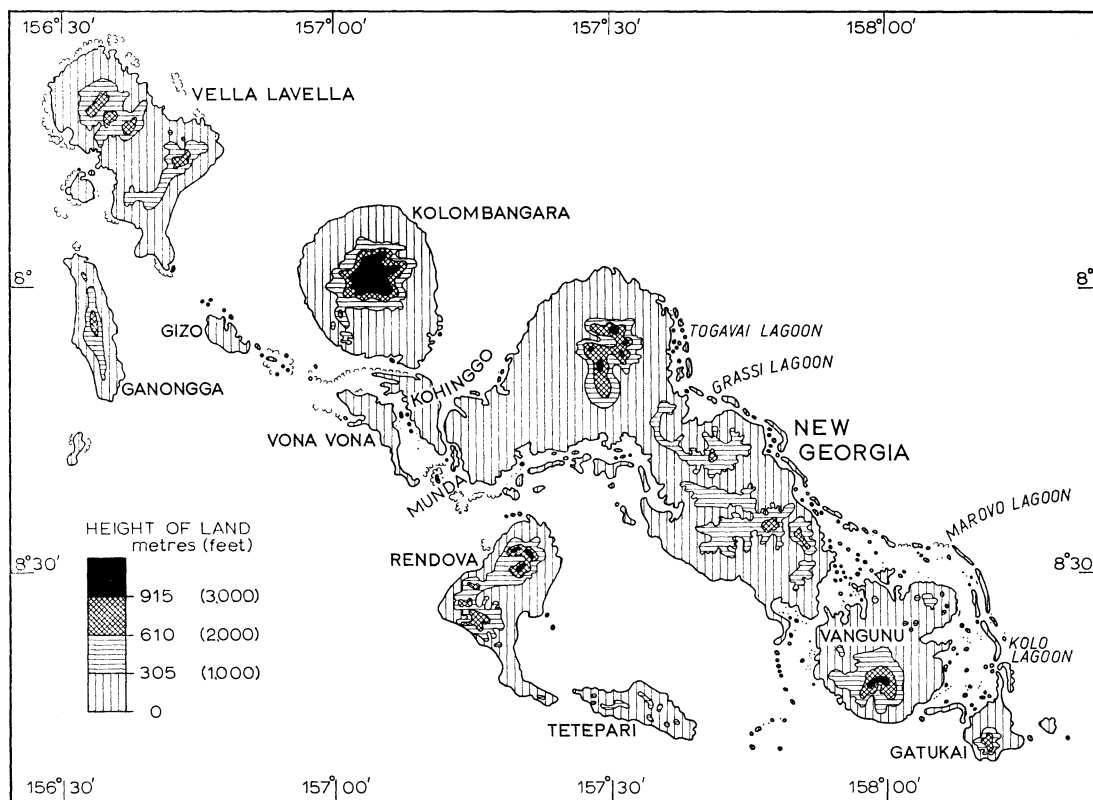 156°30′ 157°00′ 157°30′ 158°00′
VELLA LAVELLA
KOLOMBANGARA
8° 8°
GIZO
TOGAVAI LAGOON
GRASSI LAGOON
GANONGGA
KOHINGGO
VONA VONA
NEW
GEORGIA
MUNDA
MAROVO LAGOON
HEIGHT OF LAND
metres (feet)
915 (3,000)
610 (2,000)
305 (1,000)
0
RENDOVA
8°30′ 8°30′
VANGUNU
KOLO
LAGOON
TETEPARI
GATUKAI
156°30′ 157°00′ 157°30′ 158°00′